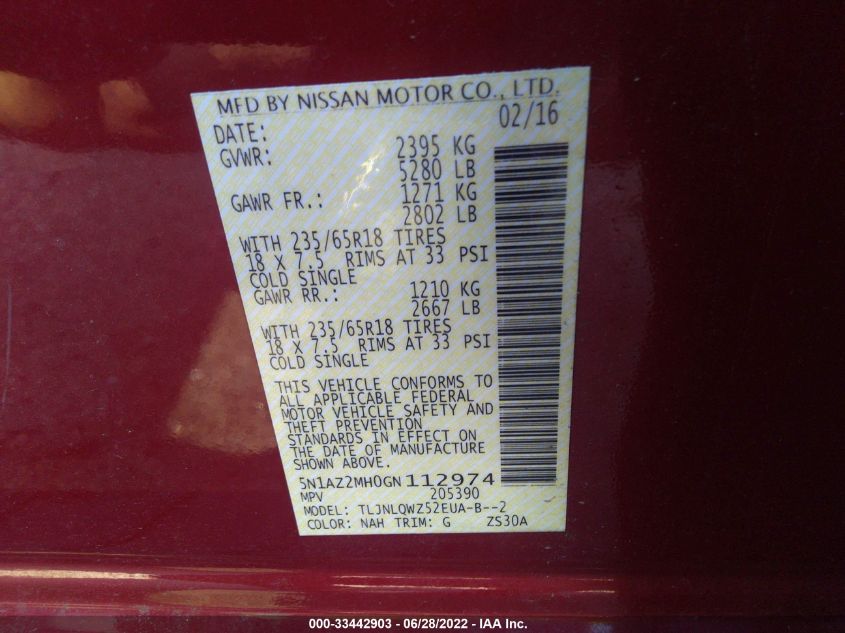 MFD BY NISSAN MOTOR CO., LTD.
DATE: 02/16
GVWR: 2395 KG
5280 LB
GAWR FR.: 1271 KG
2802 LB
WITH 235/65R18 TIRES
18 X 7.5 RIMS AT 33 PSI
COLD SINGLE
GAWR RR.: 1210 KG
2667 LB
WITH 235/65R18 TIRES
18 X 7.5 RIMS AT 33 PSI
COLD SINGLE
THIS VEHICLE CONFORMS TO
ALL APPLICABLE FEDERAL
MOTOR VEHICLE SAFETY AND
THEFT PREVENTION
STANDARDS IN EFFECT ON
THE DATE OF MANUFACTURE
SHOWN ABOVE.
5N1AZ2MH0GN112974
MPV 205390
MODEL: TLJNLQWZ52EUA-B--2
COLOR: NAH TRIM: G ZS30A
000-33442903 - 06/28/2022 - IAA Inc.